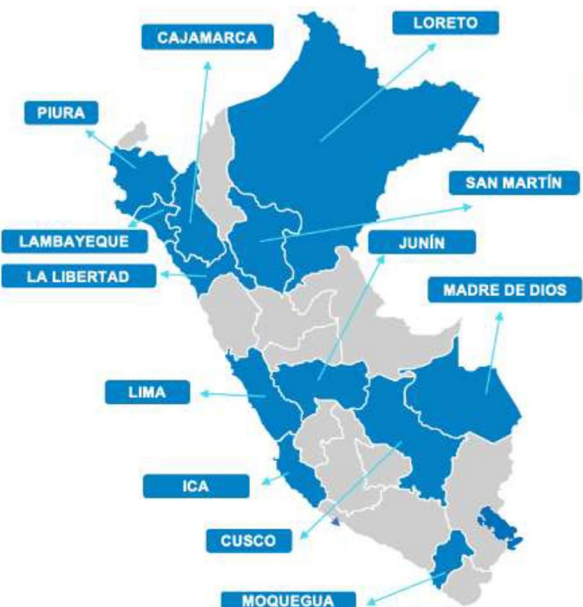 LORETO
CAJAMARCA
PIURA
SAN MARTÍN
LAMBAYEQUE
JUNÍN
LA LIBERTAD
MADRE DE DIOS
LIMA
ICA
CUSCO
MOQUEGUA